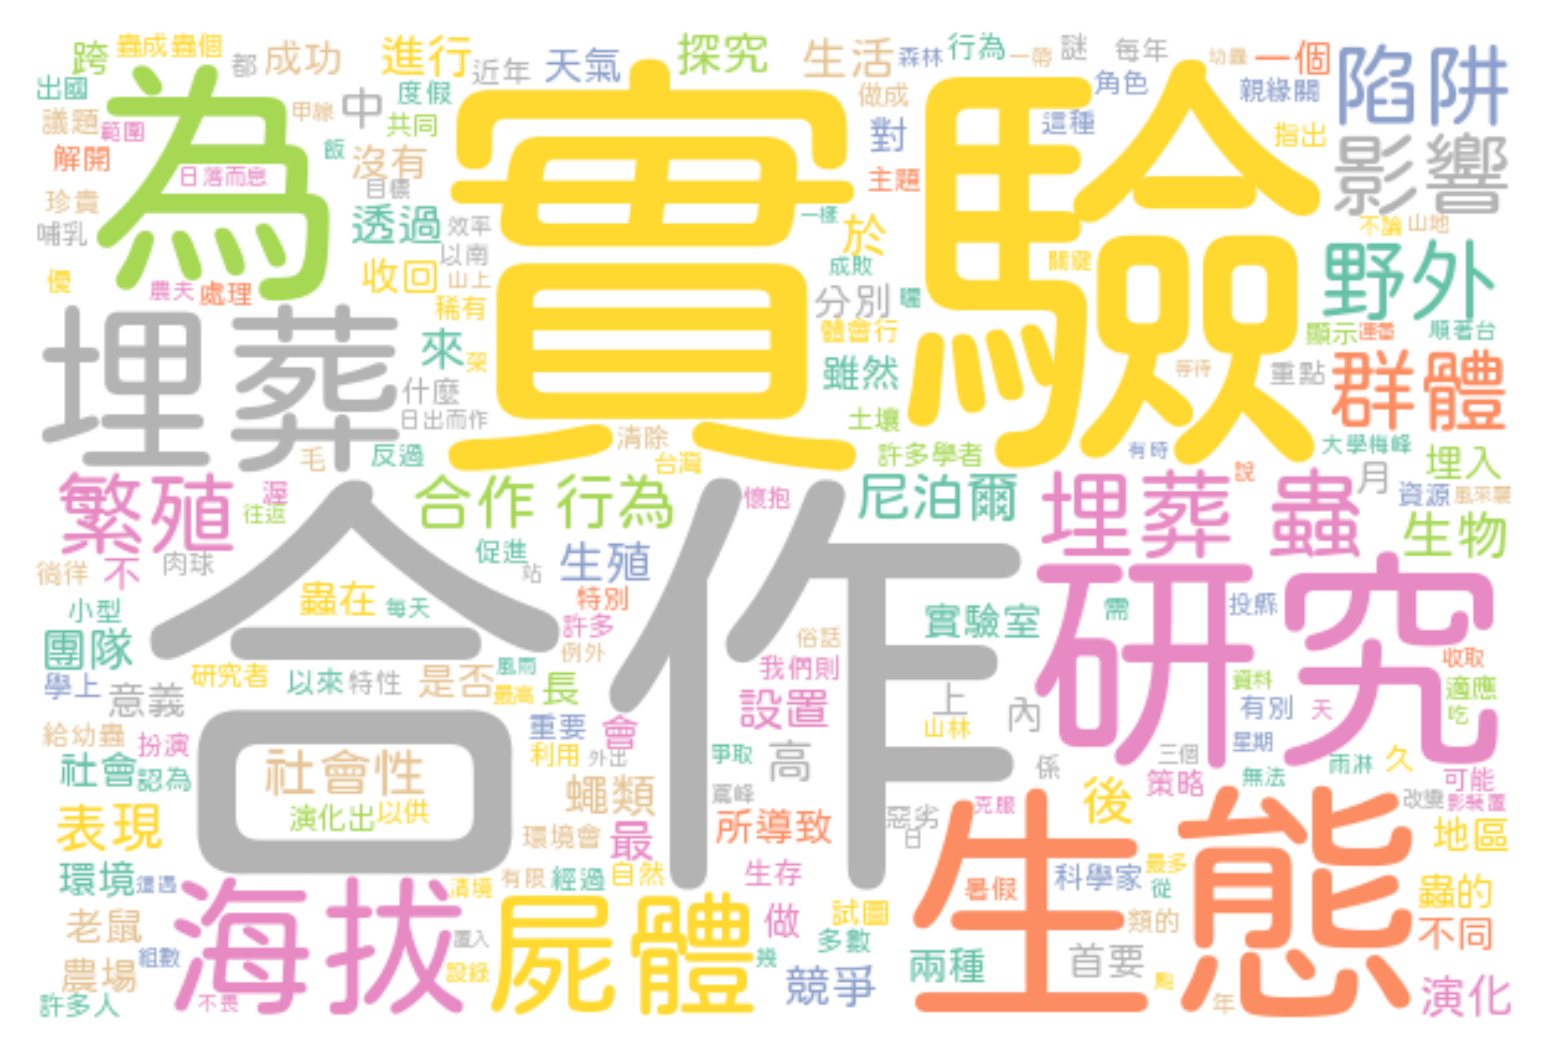 跨 蟲成蟲個 都 成功 進行 近年 天氣 探究 生活 森林 行為 一帶 謎 每年 幼蟲 一個 陷阱
出國 為 甲線 中 度假 實驗 做成 角色 親緣關
議題 範圍 共同 對 這種 指出 影響
解開 日落而息 飯 沒有 主題
珍貴 目標 一樣 不論 山地
哺乳 透過 效率 以南 於 野外
優 農夫 處理 收回 山上 成敗 關鍵
稀有 分別 曬 體會行 顯示 運營 順著台
埋葬 來 架 什麼 雖然 等待 重點 群體
日出而作 土壤
毛 反過 清除 台灣 許多學者 有時 大學梅峰
繁殖 渥 往返 合作 行為 懷抱 尼泊爾 埋葬 蟲 說 月 埋入 資源 風來襲 生物
徜徉 不 肉球 合作 促進 站 生殖 研究
小型 蟲在 每天 特別 實驗室 需 投縣
團隊 許多 例外 俗話 收取
學上 意義 研究者 以來 特性 是否 風雨 最高 長 我們則 設置 上 山林 內 資料 有別 天 適應 吃
給幼蟲 扮演 重要 會 星期
社會 認為 社會性 利用 外出 爭取 高 係 三個 策略 無法 雨淋 久 可能
演化出 以供 蠅類 鳶峰 惡劣 日 克服 後 改變 影裝置
表現 環境會 最 所導致 生態 地區
環境 遭遇 清境 有限 經過 自然 生存 暑假 科學家 最多 從 蟲的
老鼠 海拔 置入 屍體 做 試圖 多數 類的 不同
農場 組數 設錄 幾 競爭 兩種 首要 點 演化
許多人 不畏 年